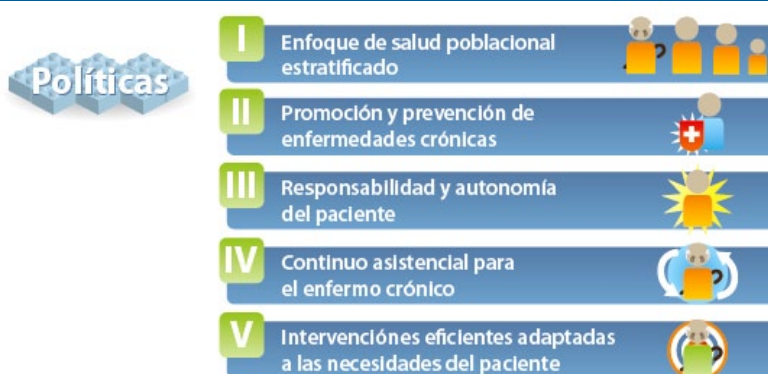 Políticas
I
Enfoque de salud poblacional
estratificado
II
Promoción y prevención de
enfermedades crónicas
III
Responsabilidad y autonomía
del paciente
IV
Continuo asistencial para
el enfermo crónico
V
Intervenciónes eficientes adaptadas
a las necesidades del paciente